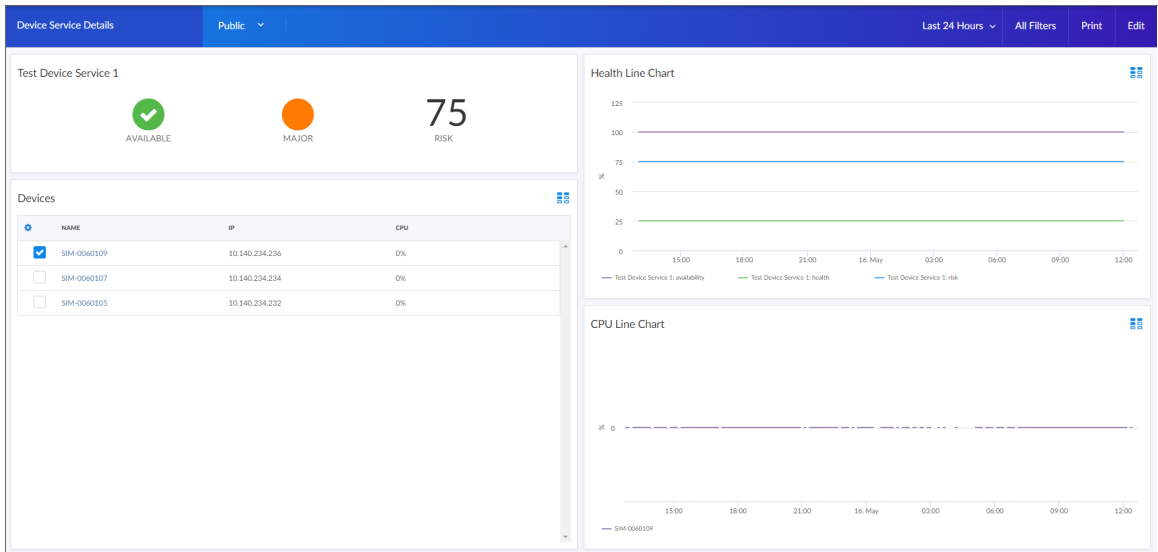 Device Service Details
Public
Last 24 Hours
All Filters
Print
Edit
Test Device Service 1
AVAILABLE
MAJOR
75
RISK
Devices
NAME IP CPU
SIM-0060109 10.140.234.236 0%
SIM-0060107 10.140.234.234 0%
SIM-0060105 10.140.234.232 0%
Health Line Chart
125
100
75
%
50
25
0
15:00 18:00 21:00 16. May 03:00 06:00 09:00 12:00
Test Device Service 1: availability Test Device Service 1: health Test Device Service 1: risk
CPU Line Chart
% 0
15:00 18:00 21:00 16. May 03:00 06:00 09:00 12:00
SIM-0060109